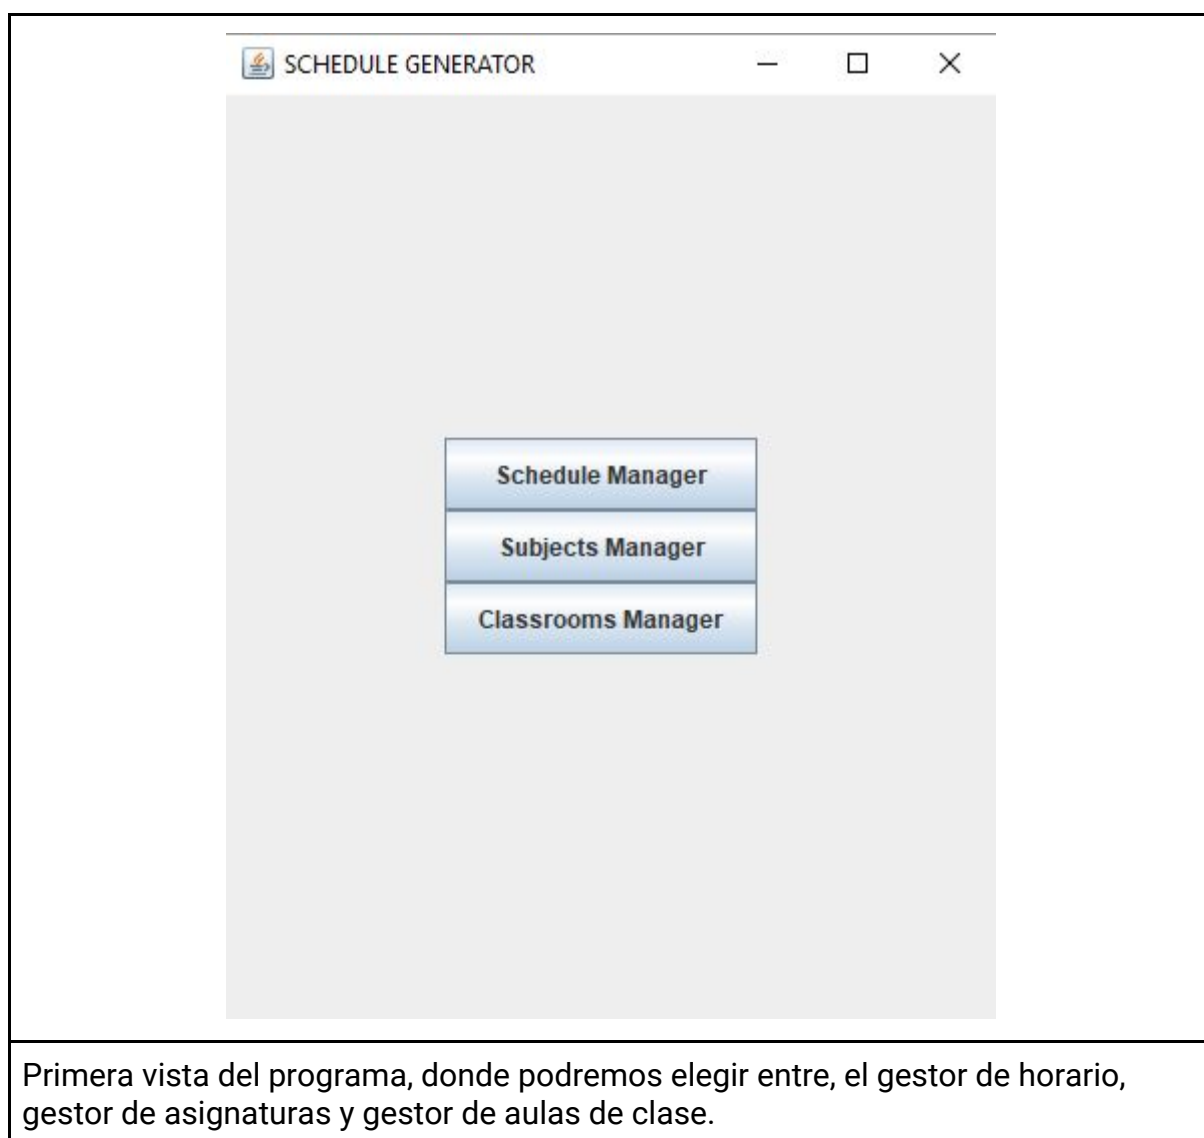 SCHEDULE GENERATOR
Schedule Manager
Subjects Manager
Classrooms Manager
Primera vista del programa, donde podremos elegir entre, el gestor de horario,
gestor de asignaturas y gestor de aulas de clase.